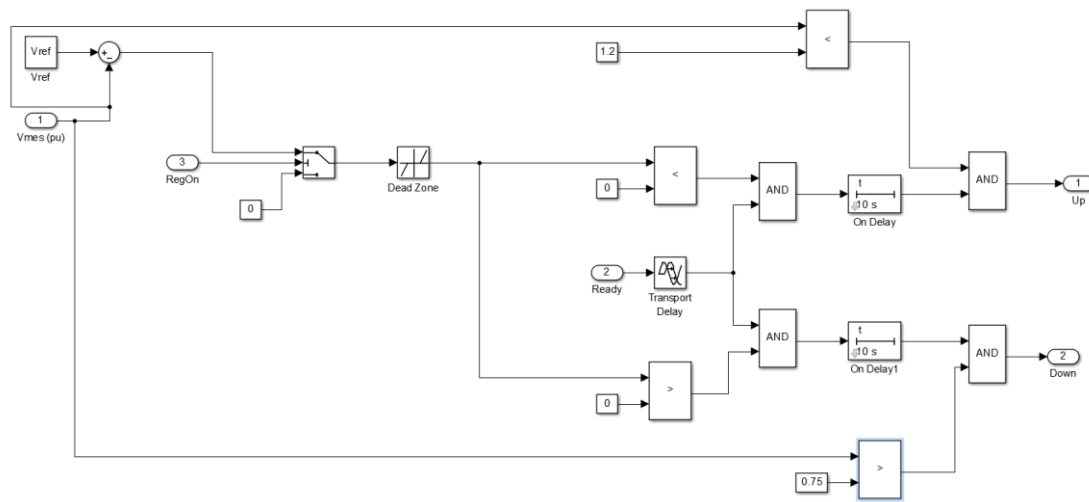 Vref
Vref
+
−
1
Vmes (pu)
1.2
<
3
RegOn
0
Dead Zone
0
<
AND
t
10 s
On Delay
AND
1
Up
2
Ready
Transport
Delay
AND
t
10 s
On Delay1
AND
2
Down
0
>
0.75
>